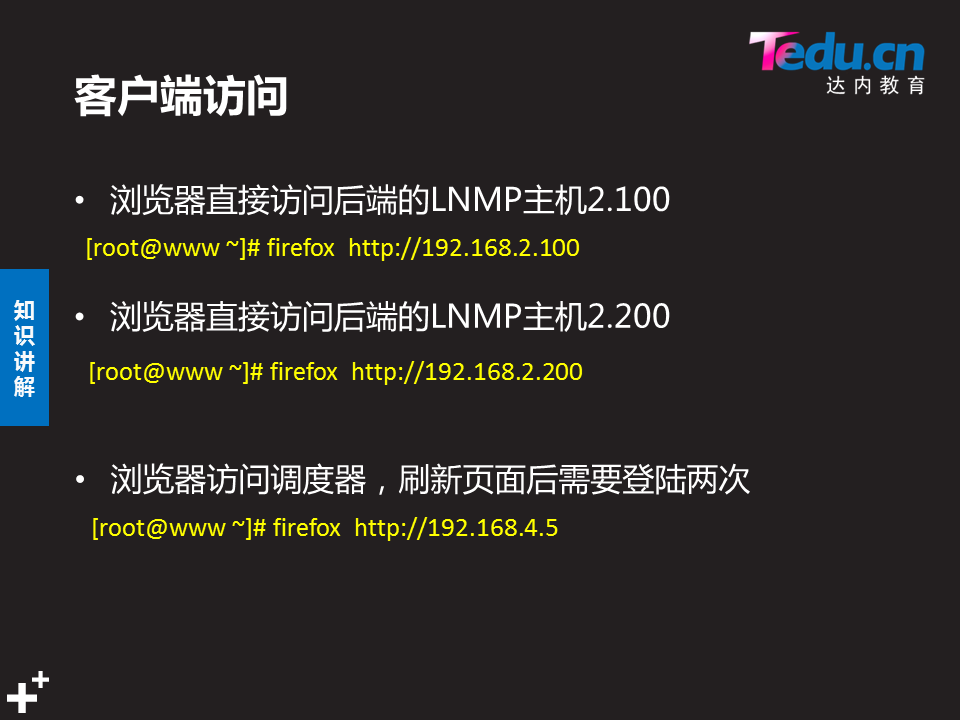 Tedu.cn
达内教育
客户端访问
• 浏览器直接访问后端的LNMP主机2.100
[root@www ~]# firefox  http://192.168.2.100
• 浏览器直接访问后端的LNMP主机2.200
[root@www ~]# firefox  http://192.168.2.200
知识讲解
• 浏览器访问调度器，刷新页面后需要登陆两次
[root@www ~]# firefox  http://192.168.4.5